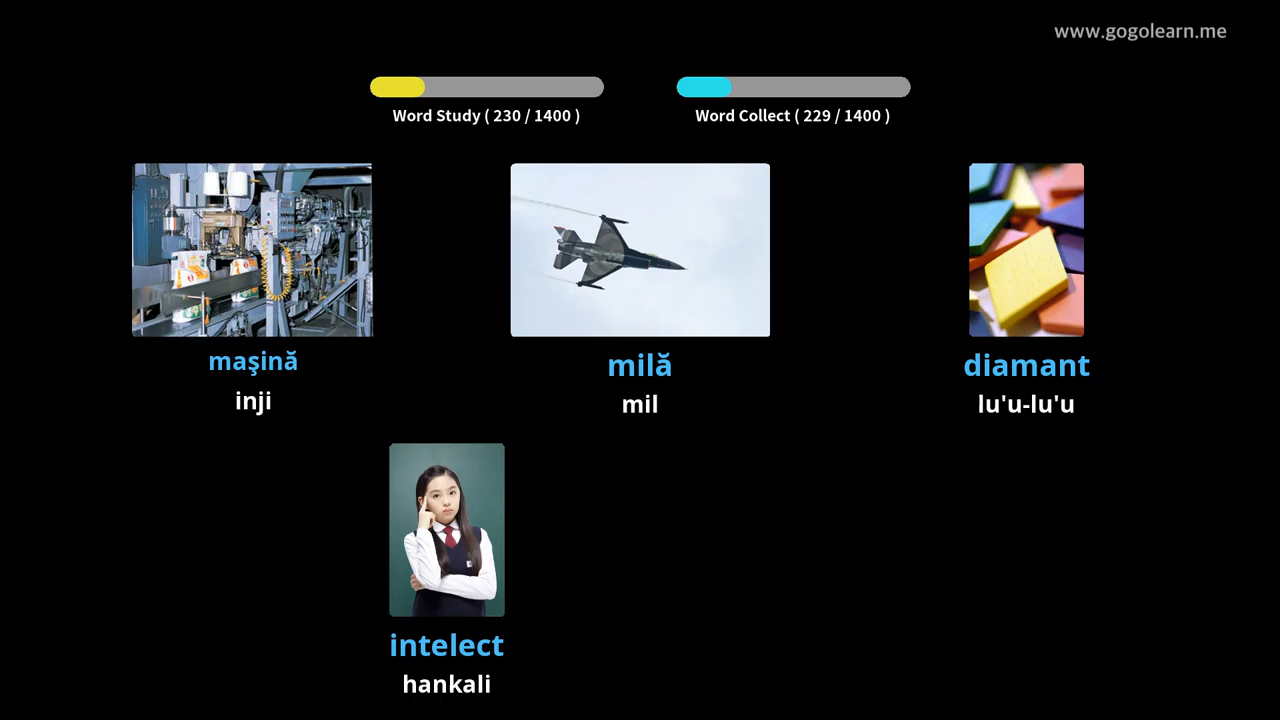 www.gogolearn.me
Word Study ( 230 / 1400 )
Word Collect ( 229 / 1400 )
maşină
inji
milă
mil
diamant
lu'u-lu'u
intelect
hankali